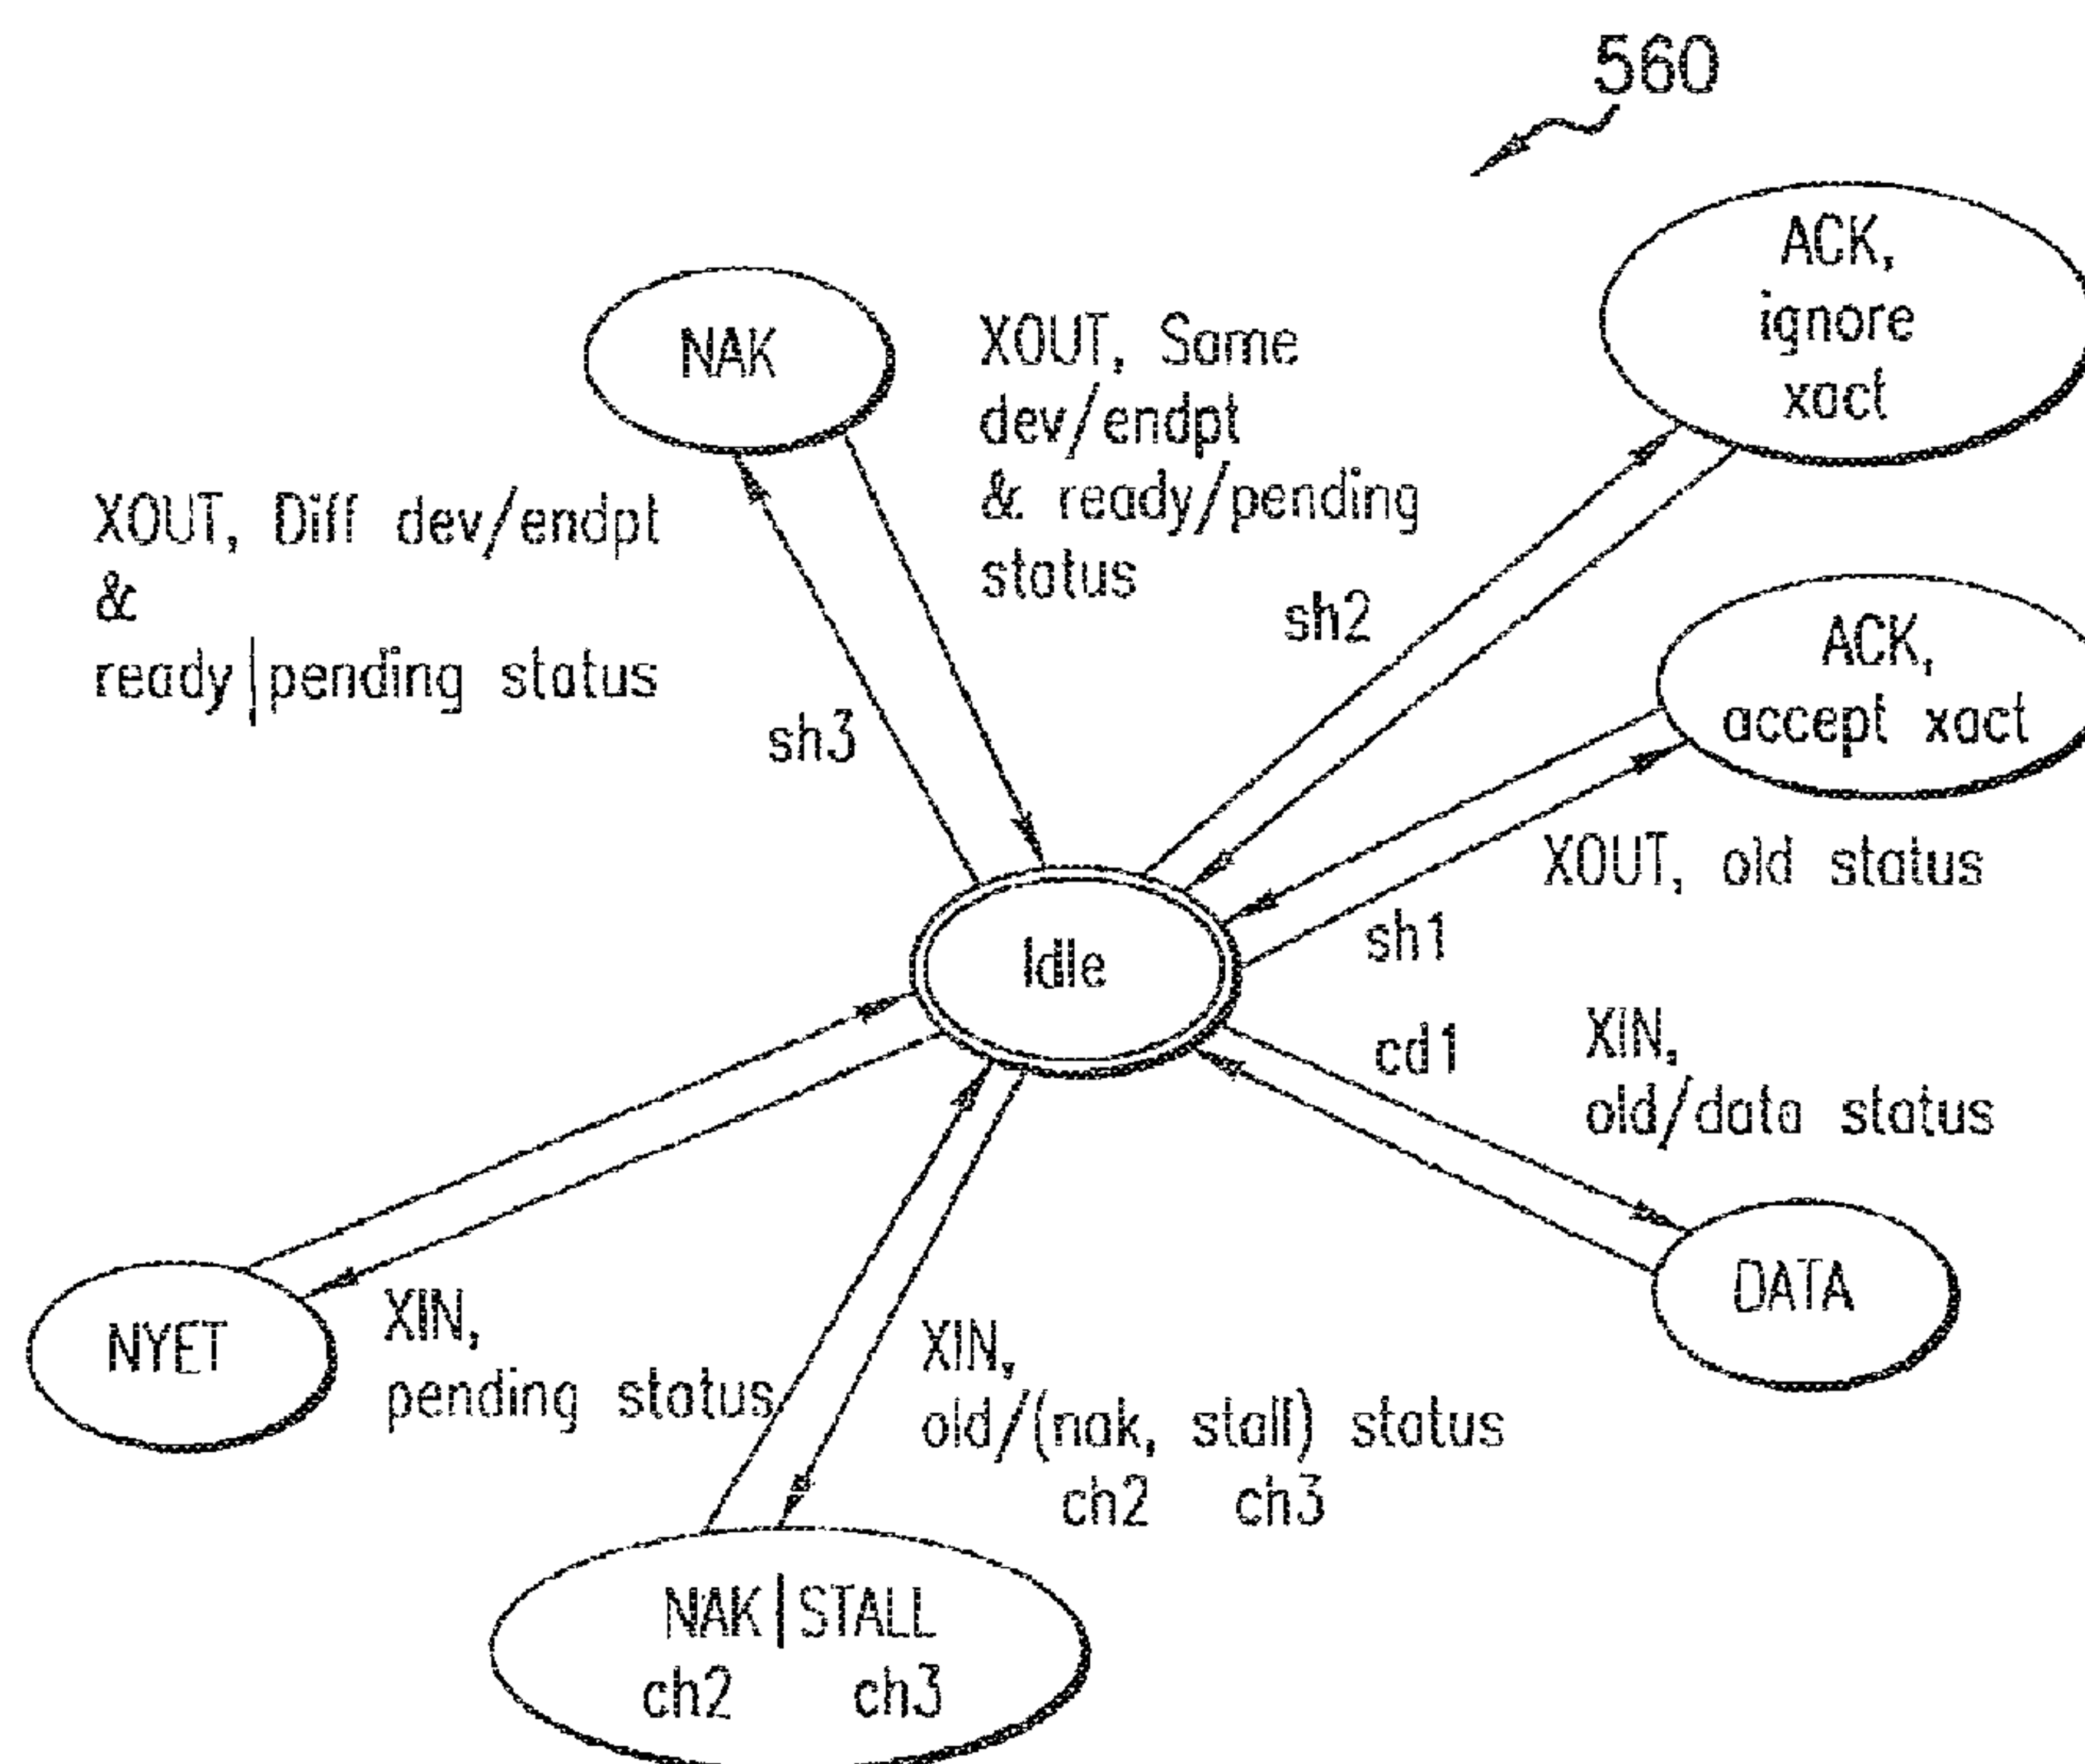 560
ACK,
ignore
xact
NAK
XOUT, Same
dev/endpt
& ready/pending
status
XOUT, Diff dev/endpt
&
ready|pending status
sh3
sh2
ACK,
accept xact
XOUT, old status
sh1
Idle
cd1
XIN,
old/data status
DATA
NYET
XIN,
pending status
XIN,
old/(nak, stall) status
ch2 ch3
NAK|STALL
ch2 ch3